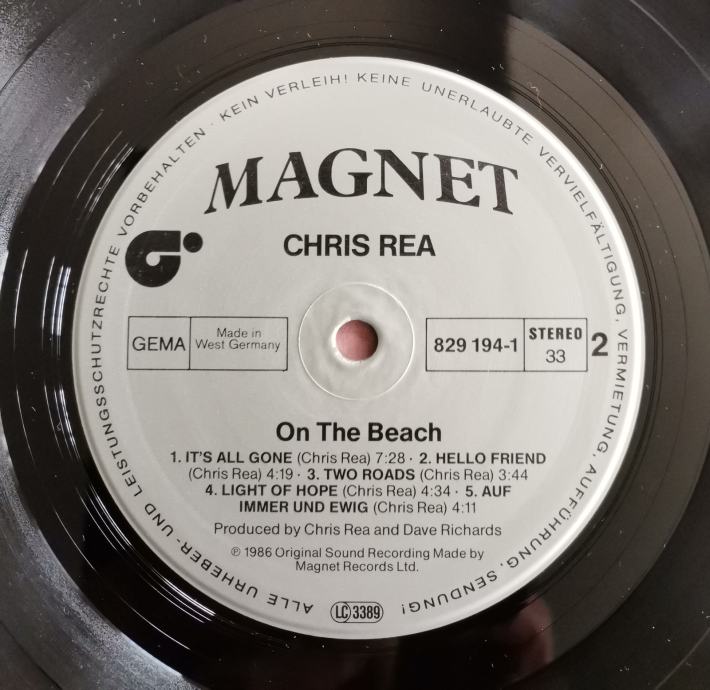 ALLE URHEBER- UND LEISTUNGSSCHUTZRECHTE VORBEHALTEN · KEIN VERLEIH! KEINE UNERLAUBTE VERVIELFÄLTIGUNG, VERMIETUNG, AUFFÜHRUNG, SENDUNG!
MAGNET
CHRIS REA
GEMA
Made in
West Germany
829 194-1
STEREO
33
2
On The Beach
1. IT'S ALL GONE (Chris Rea) 7:28 · 2. HELLO FRIEND
(Chris Rea) 4:19 · 3. TWO ROADS (Chris Rea) 3:44
4. LIGHT OF HOPE (Chris Rea) 4:34 · 5. AUF
IMMER UND EWIG (Chris Rea) 4:11
Produced by Chris Rea and Dave Richards
℗ 1986 Original Sound Recording Made by
Magnet Records Ltd.
LC 3389